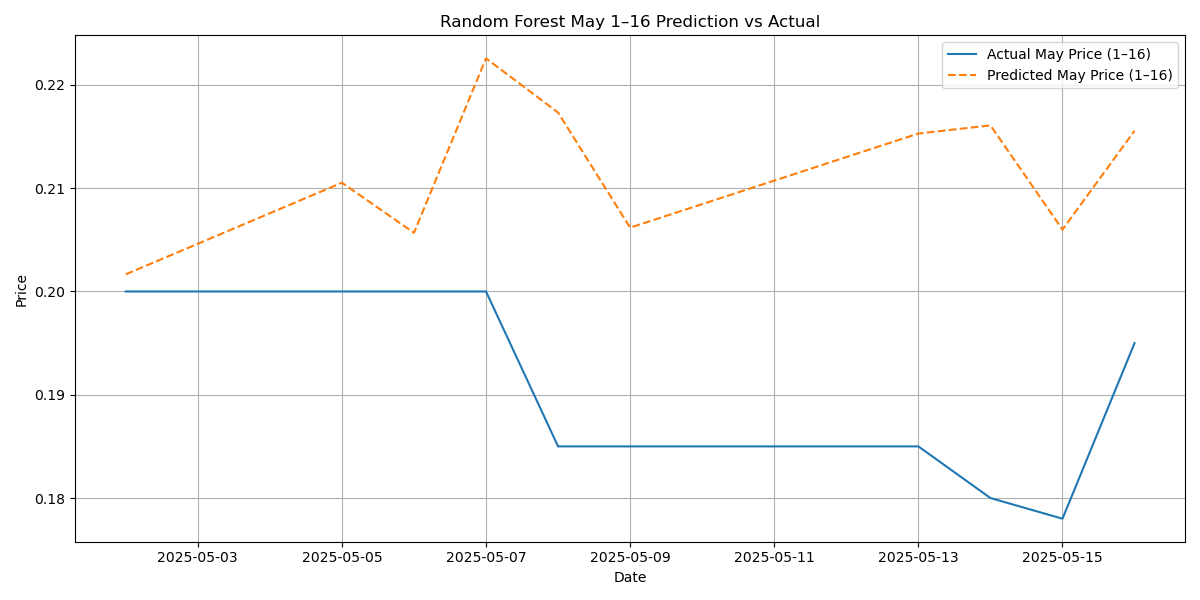 Random Forest May 1–16 Prediction vs Actual
Actual May Price (1–16)
Predicted May Price (1–16)
Price
0.22
0.21
0.20
0.19
0.18
2025-05-03
2025-05-05
2025-05-07
2025-05-09
2025-05-11
2025-05-13
2025-05-15
Date